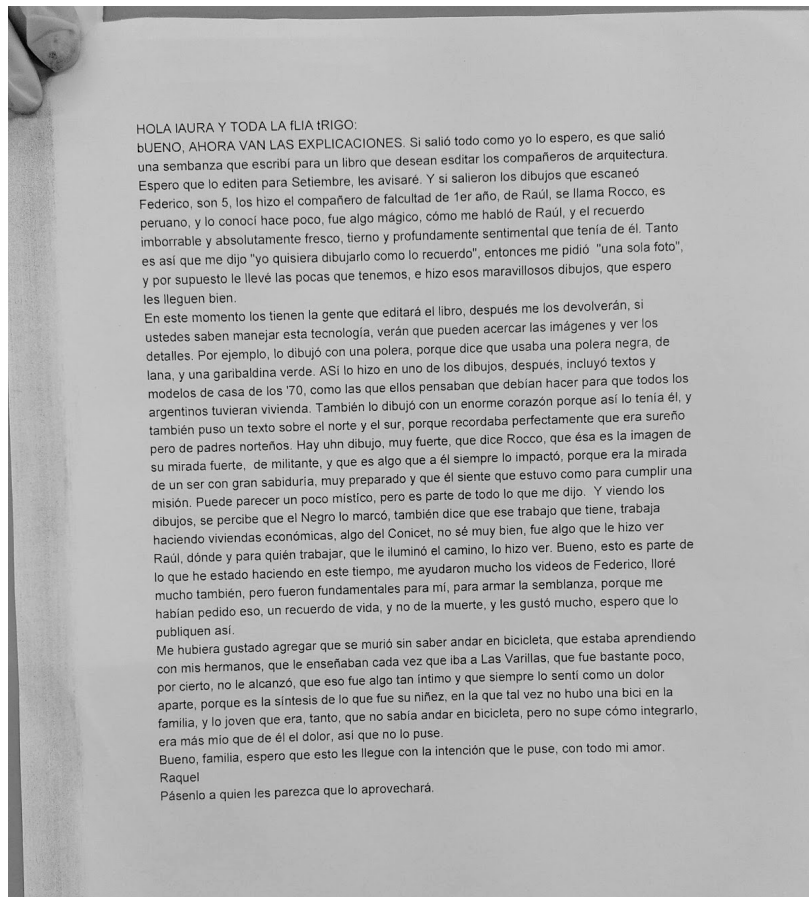 HOLA lAURA Y TODA LA fLIA tRIGO:
bUENO, AHORA VAN LAS EXPLICACIONES. Si salió todo como yo lo espero, es que salió
una sembanza que escribí para un libro que desean esditar los compañeros de arquitectura.
Espero que lo editen para Setiembre, les avisaré. Y si salieron los dibujos que escaneó
Federico, son 5, los hizo el compañero de falcultad de 1er año, de Raúl, se llama Rocco, es
peruano, y lo conocí hace poco, fue algo mágico, cómo me habló de Raúl, y el recuerdo
imborrable y absolutamente fresco, tierno y profundamente sentimental que tenía de él. Tanto
es así que me dijo "yo quisiera dibujarlo como lo recuerdo", entonces me pidió "una sola foto",
y por supuesto le llevé las pocas que tenemos, e hizo esos maravillosos dibujos, que espero
les lleguen bien.
En este momento los tienen la gente que editará el libro, después me los devolverán, si
ustedes saben manejar esta tecnología, verán que pueden acercar las imágenes y ver los
detalles. Por ejemplo, lo dibujó con una polera, porque dice que usaba una polera negra, de
lana, y una garibaldina verde. ASí lo hizo en uno de los dibujos, después, incluyó textos y
modelos de casa de los '70, como las que ellos pensaban que debían hacer para que todos los
argentinos tuvieran vivienda. También lo dibujó con un enorme corazón porque así lo tenía él, y
también puso un texto sobre el norte y el sur, porque recordaba perfectamente que era sureño
pero de padres norteños. Hay uhn dibujo, muy fuerte, que dice Rocco, que ésa es la imagen de
su mirada fuerte, de militante, y que es algo que a él siempre lo impactó, porque era la mirada
de un ser con gran sabiduría, muy preparado y que él siente que estuvo como para cumplir una
misión. Puede parecer un poco místico, pero es parte de todo lo que me dijo. Y viendo los
dibujos, se percibe que el Negro lo marcó, también dice que ese trabajo que tiene, trabaja
haciendo viviendas económicas, algo del Conicet, no sé muy bien, fue algo que le hizo ver
Raúl, dónde y para quién trabajar, que le iluminó el camino, lo hizo ver. Bueno, esto es parte de
lo que he estado haciendo en este tiempo, me ayudaron mucho los videos de Federico, lloré
mucho también, pero fueron fundamentales para mí, para armar la semblanza, porque me
habían pedido eso, un recuerdo de vida, y no de la muerte, y les gustó mucho, espero que lo
publiquen así.
Me hubiera gustado agregar que se murió sin saber andar en bicicleta, que estaba aprendiendo
con mis hermanos, que le enseñaban cada vez que iba a Las Varillas, que fue bastante poco,
por cierto, no le alcanzó, que eso fue algo tan íntimo y que siempre lo sentí como un dolor
aparte, porque es la síntesis de lo que fue su niñez, en la que tal vez no hubo una bici en la
familia, y lo joven que era, tanto, que no sabía andar en bicicleta, pero no supe cómo integrarlo,
era más mío que de él el dolor, así que no lo puse.
Bueno, familia, espero que esto les llegue con la intención que le puse, con todo mi amor.
Raquel
Pásenlo a quien les parezca que lo aprovechará.